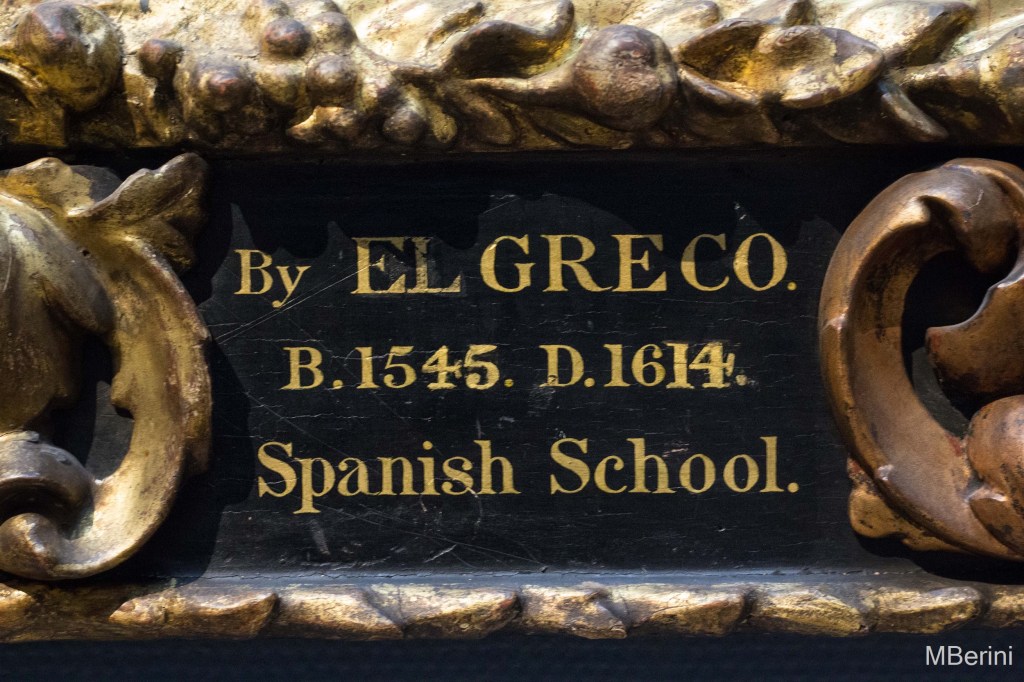 By EL GRECO.
B. 1545. D. 1614.
Spanish School.
MBerini